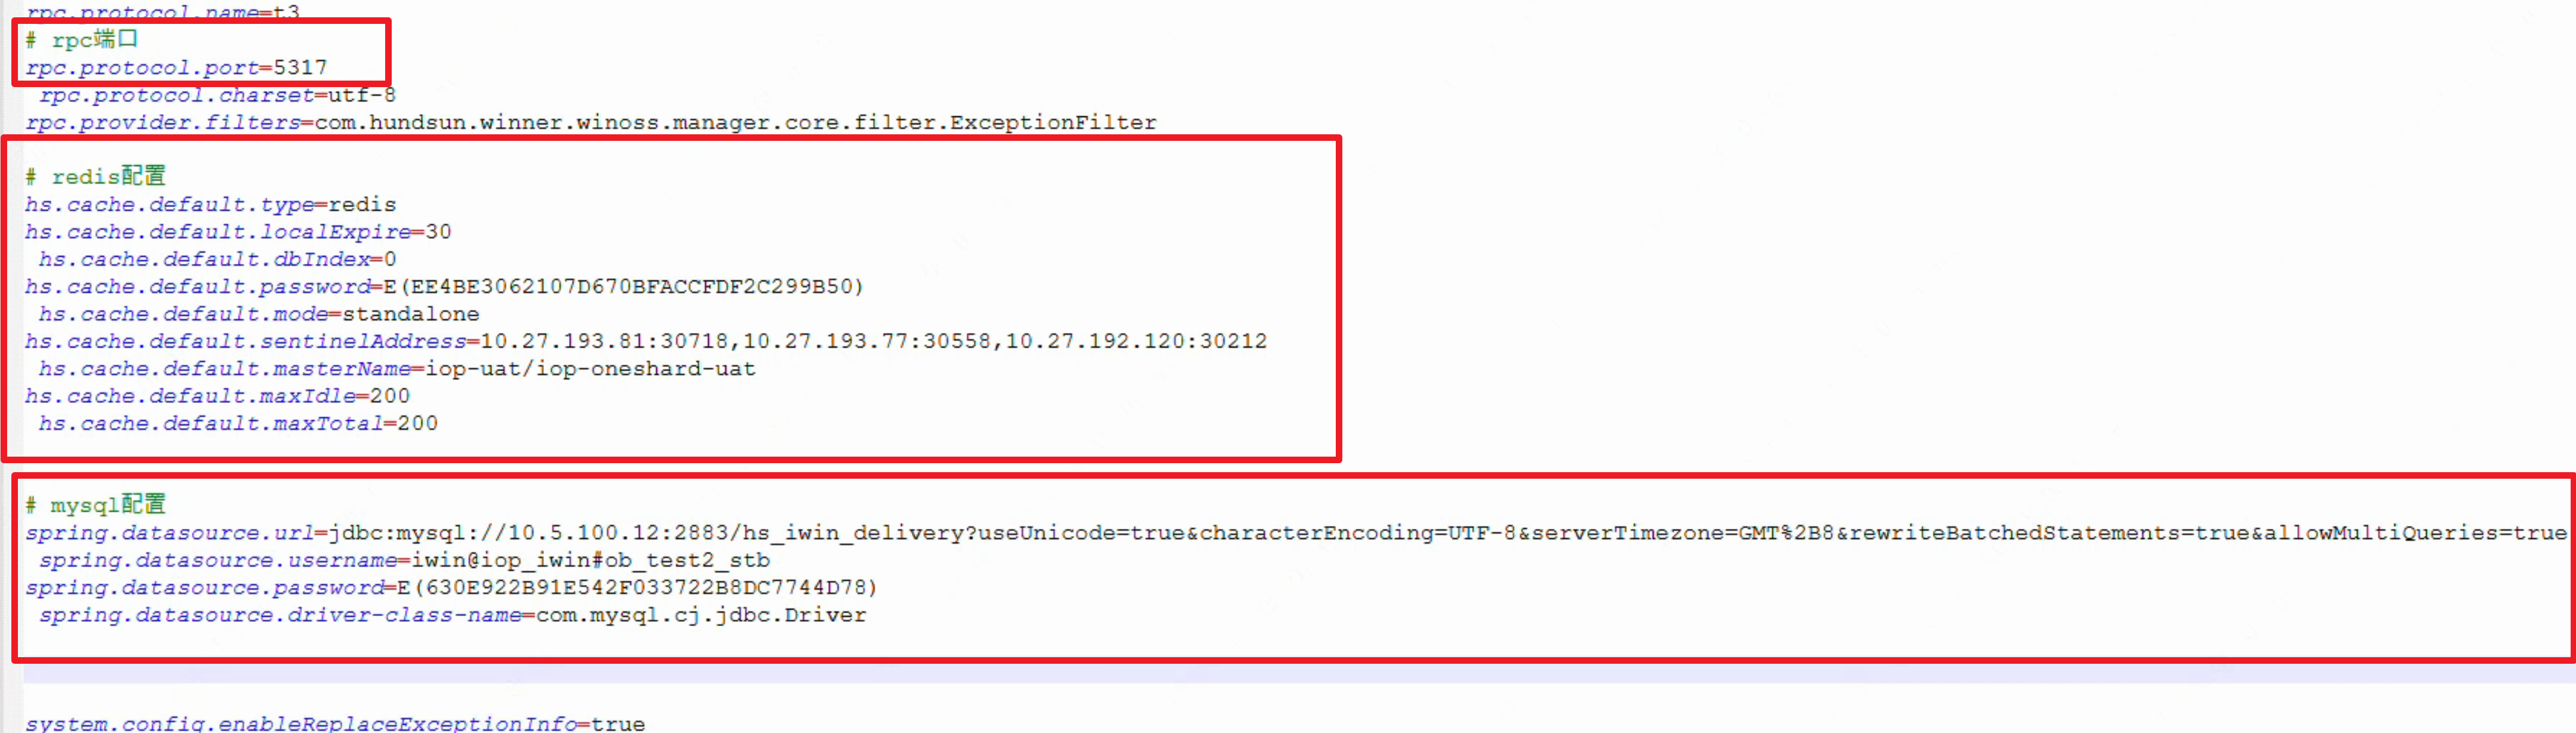 rpc.protocol.name=t3
# rpc端口
rpc.protocol.port=5317
rpc.protocol.charset=utf-8
rpc.provider.filters=com.hundsun.winner.winoss.manager.core.filter.ExceptionFilter
# redis配置
hs.cache.default.type=redis
hs.cache.default.localExpire=30
hs.cache.default.dbIndex=0
hs.cache.default.password=E(EE4BE3062107D670BFACCFDF2C299B50)
hs.cache.default.mode=standalone
hs.cache.default.sentinelAddress=10.27.193.81:30718,10.27.193.77:30558,10.27.192.120:30212
hs.cache.default.masterName=iop-uat/iop-oneshard-uat
hs.cache.default.maxIdle=200
hs.cache.default.maxTotal=200
# mysql配置
spring.datasource.url=jdbc:mysql://10.5.100.12:2883/hs_iwin_delivery?useUnicode=true&characterEncoding=UTF-8&serverTimezone=GMT%2B8&rewriteBatchedStatements=true&allowMultiQueries=true
spring.datasource.username=iwin@iop_iwin#ob_test2_stb
spring.datasource.password=E(630E922B91E542F033722B8DC7744D78)
spring.datasource.driver-class-name=com.mysql.cj.jdbc.Driver
system.config.enableReplaceExceptionInfo=true